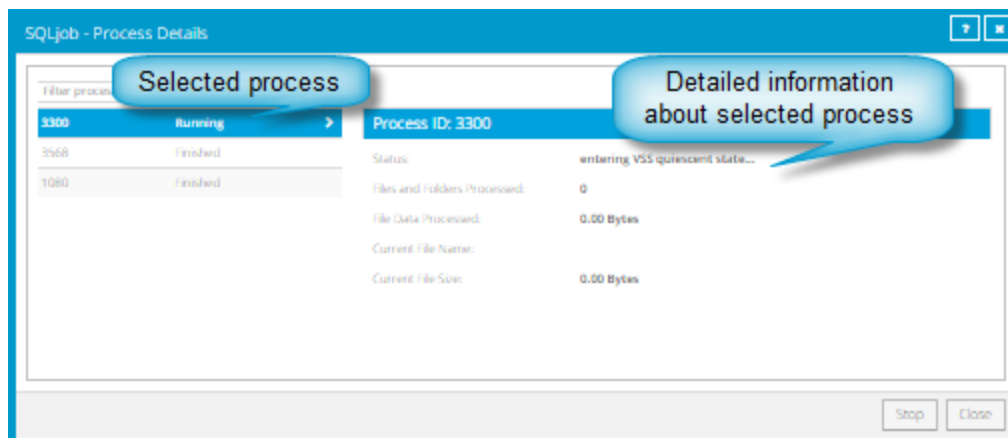 SQLjob - Process Details
? ×
Selected process
Detailed information
about selected process
Filter proces
3300 Running > Process ID: 3300
3568 Finished
1080 Finished
Status: entering VSS quiescent state...
Files and Folders Processed: 0
File Data Processed: 0.00 Bytes
Current File Name:
Current File Size: 0.00 Bytes
Stop Close